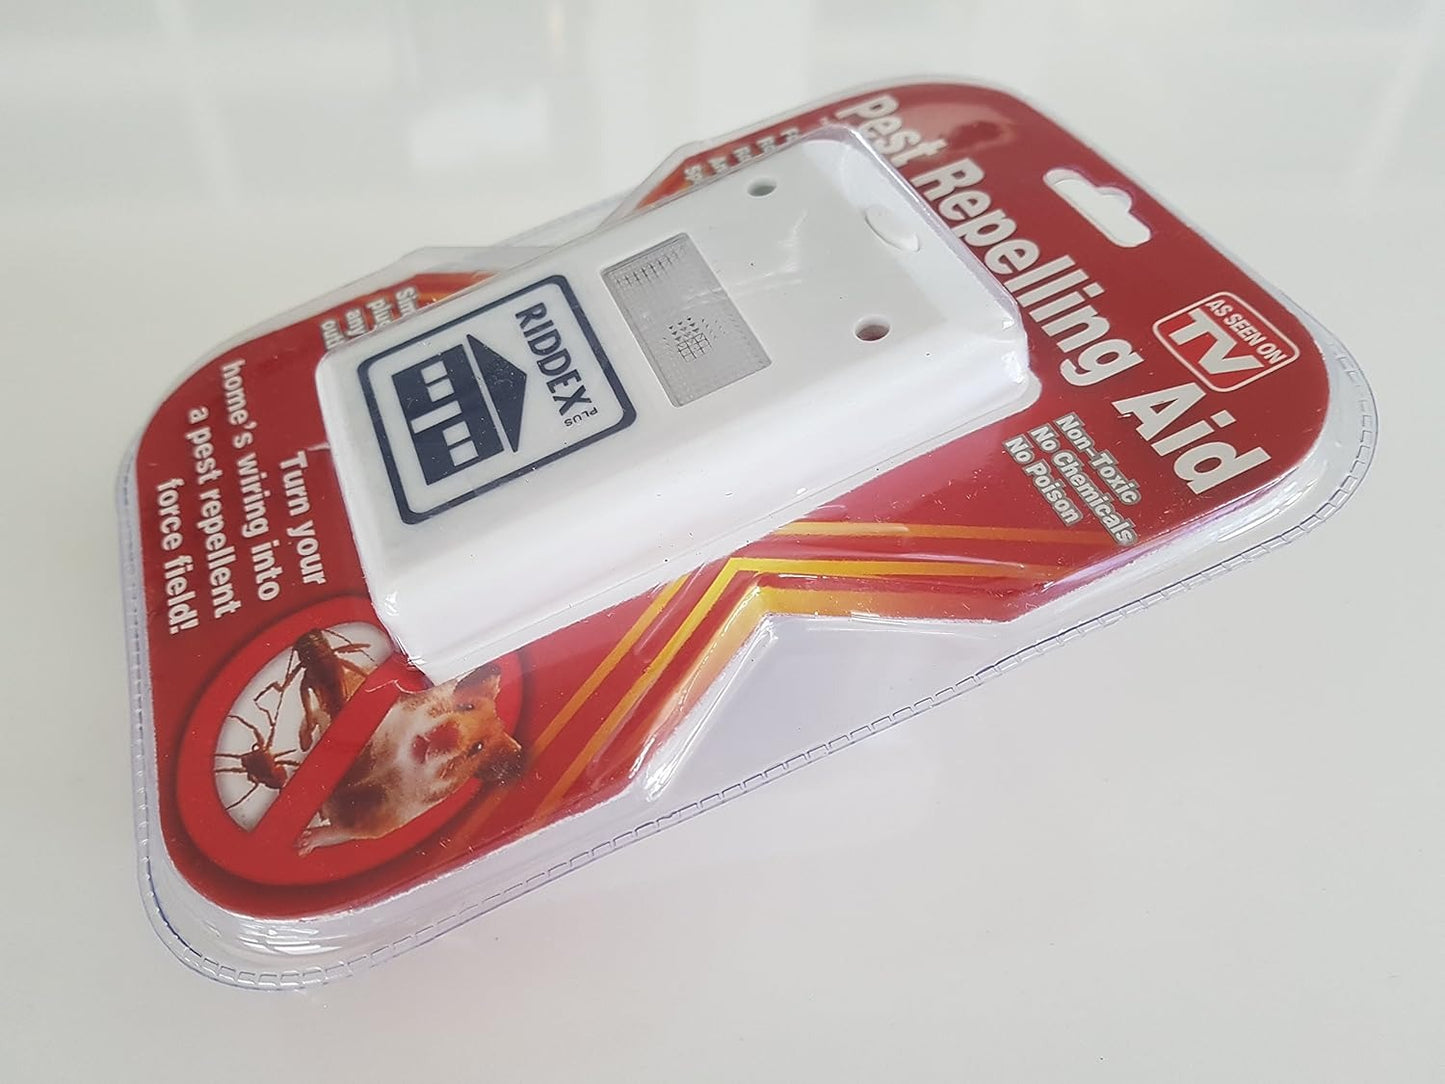 Pest Repelling Aid
AS SEEN ON
TV
Non-Toxic
No Chemicals
No Poison
RIDDEX
PLUS
Turn your
home's wiring into
a pest repellent
force field!